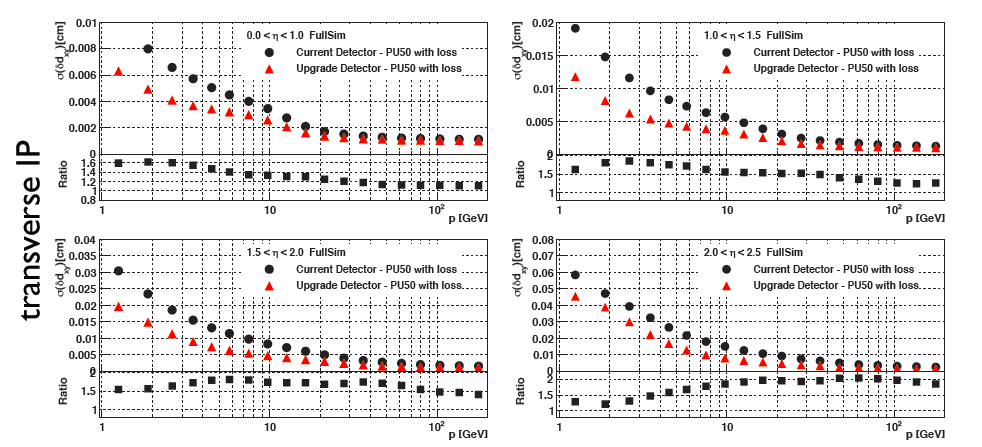 transverse IP
σ(δd_xy)[cm]
0.01
0.008
0.006
0.004
0.002
0
0.0 < η < 1.0 FullSim
Current Detector - PU50 with loss
Upgrade Detector - PU50 with loss
Ratio
1.6
1.4
1.2
1
0.8
1
10
10²
p [GeV]
σ(δd_xy)[cm]
0.02
0.015
0.01
0.005
0
1.0 < η < 1.5 FullSim
Current Detector - PU50 with loss
Upgrade Detector - PU50 with loss
Ratio
2
1.5
1
1
10
10²
p [GeV]
σ(δd_xy)[cm]
0.04
0.035
0.03
0.025
0.02
0.015
0.01
0.005
0
1.5 < η < 2.0 FullSim
Current Detector - PU50 with loss
Upgrade Detector - PU50 with loss
Ratio
1.5
1
1
10
10²
p [GeV]
σ(δd_xy)[cm]
0.08
0.07
0.06
0.05
0.04
0.03
0.02
0.01
0
2.0 < η < 2.5 FullSim
Current Detector - PU50 with loss
Upgrade Detector - PU50 with loss
Ratio
2
1.5
1
1
10
10²
p [GeV]